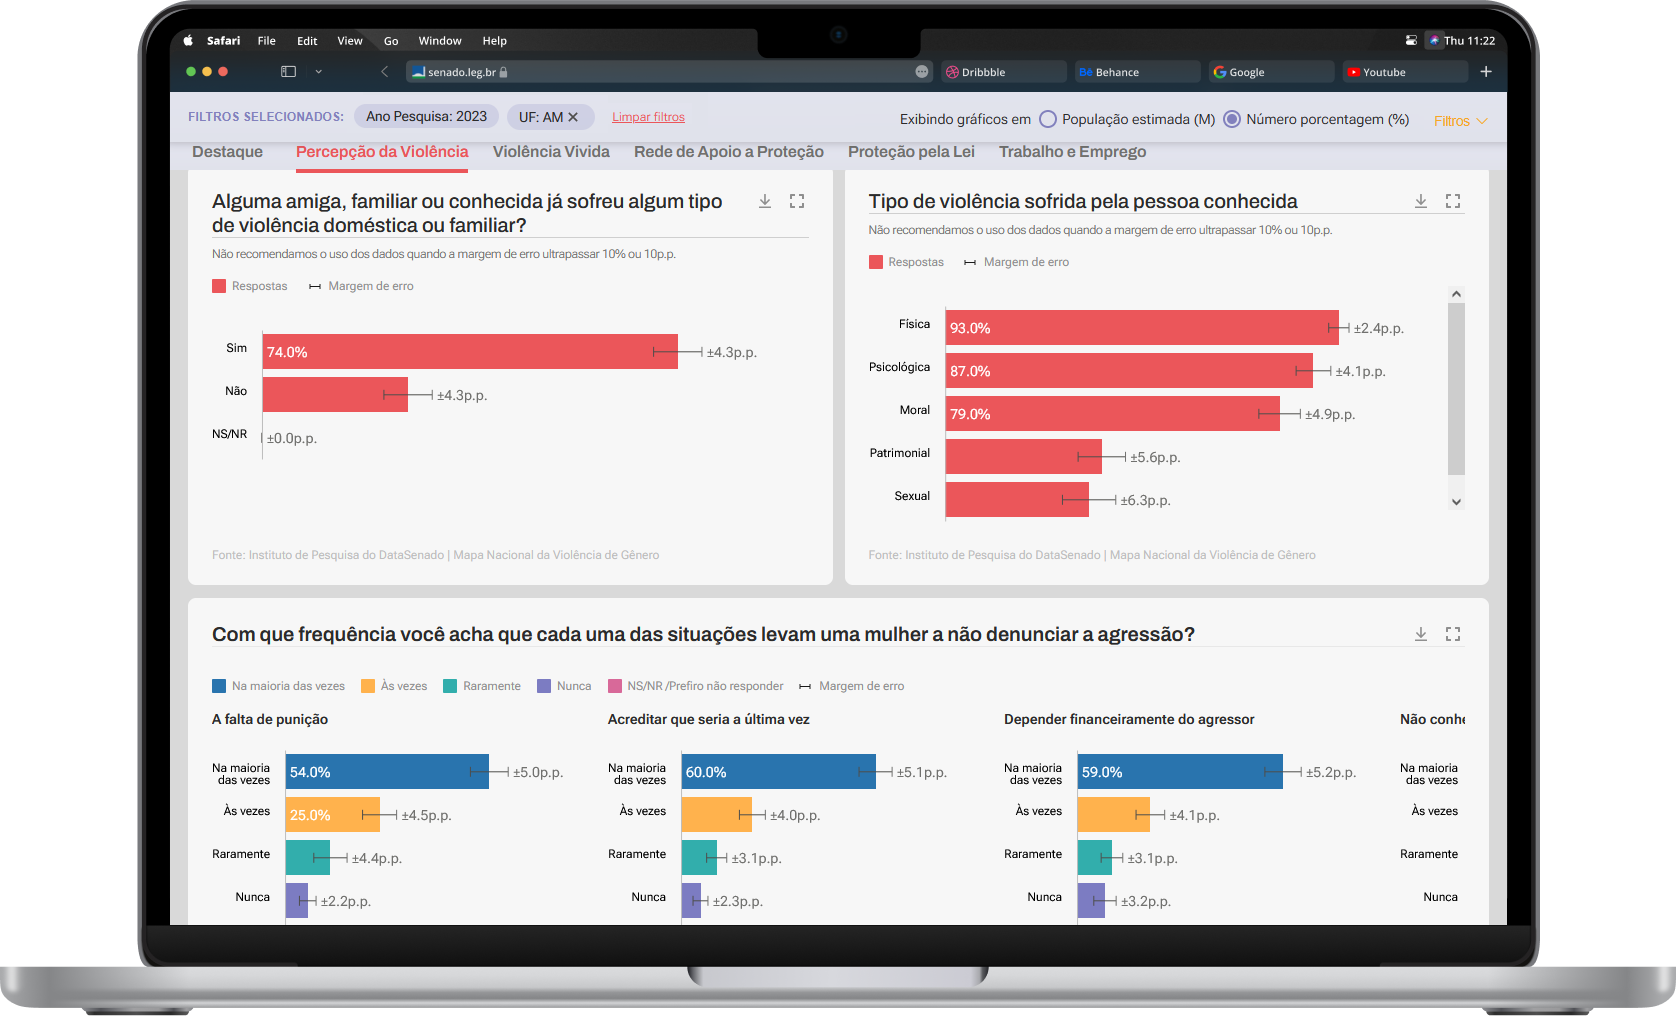 Safari File Edit View Go Window Help Thu 11:22
senado.leg.br Dribbble Bē Behance Google Youtube
FILTROS SELECIONADOS: Ano Pesquisa: 2023 UF: AM ✕ Limpar filtros Exibindo gráficos em População estimada (M) Número porcentagem (%) Filtros
Destaque Percepção da Violência Violência Vivida Rede de Apoio a Proteção Proteção pela Lei Trabalho e Emprego
Alguma amiga, familiar ou conhecida já sofreu algum tipo
de violência doméstica ou familiar?
Não recomendamos o uso dos dados quando a margem de erro ultrapassar 10% ou 10p.p.
Respostas Margem de erro
Sim 74.0% ±4.3p.p.
Não ±4.3p.p.
NS/NR ±0.0p.p.
Fonte: Instituto de Pesquisa do DataSenado | Mapa Nacional da Violência de Gênero
Tipo de violência sofrida pela pessoa conhecida
Não recomendamos o uso dos dados quando a margem de erro ultrapassar 10% ou 10p.p.
Respostas Margem de erro
Física 93.0% ±2.4p.p.
Psicológica 87.0% ±4.1p.p.
Moral 79.0% ±4.9p.p.
Patrimonial ±5.6p.p.
Sexual ±6.3p.p.
Fonte: Instituto de Pesquisa do DataSenado | Mapa Nacional da Violência de Gênero
Com que frequência você acha que cada uma das situações levam uma mulher a não denunciar a agressão?
Na maioria das vezes Às vezes Raramente Nunca NS/NR /Prefiro não responder Margem de erro
A falta de punição
Na maioria
das vezes 54.0% ±5.0p.p.
Às vezes 25.0% ±4.5p.p.
Raramente ±4.4p.p.
Nunca ±2.2p.p.
Acreditar que seria a última vez
Na maioria
das vezes 60.0% ±5.1p.p.
Às vezes ±4.0p.p.
Raramente ±3.1p.p.
Nunca ±2.3p.p.
Depender financeiramente do agressor
Na maioria
das vezes 59.0% ±5.2p.p.
Às vezes ±4.1p.p.
Raramente ±3.1p.p.
Nunca ±3.2p.p.
Não conhe
Na maioria
das vezes
Às vezes
Raramente
Nunca